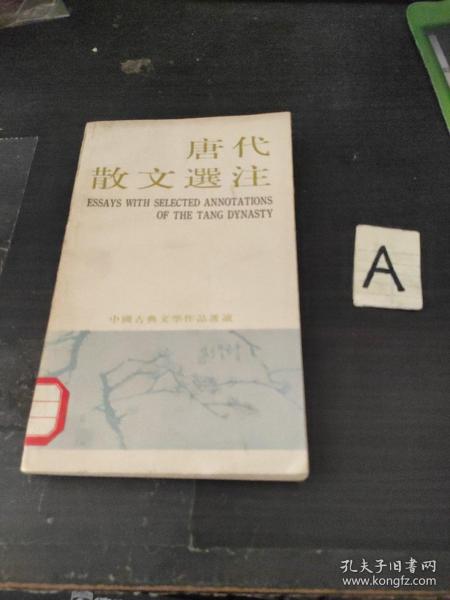 唐代
散文選注
ESSAYS WITH SELECTED ANNOTATIONS
OF THE TANG DYNASTY
中國古典文學作品選讀
A
孔夫子旧书网
www.kongfz.com